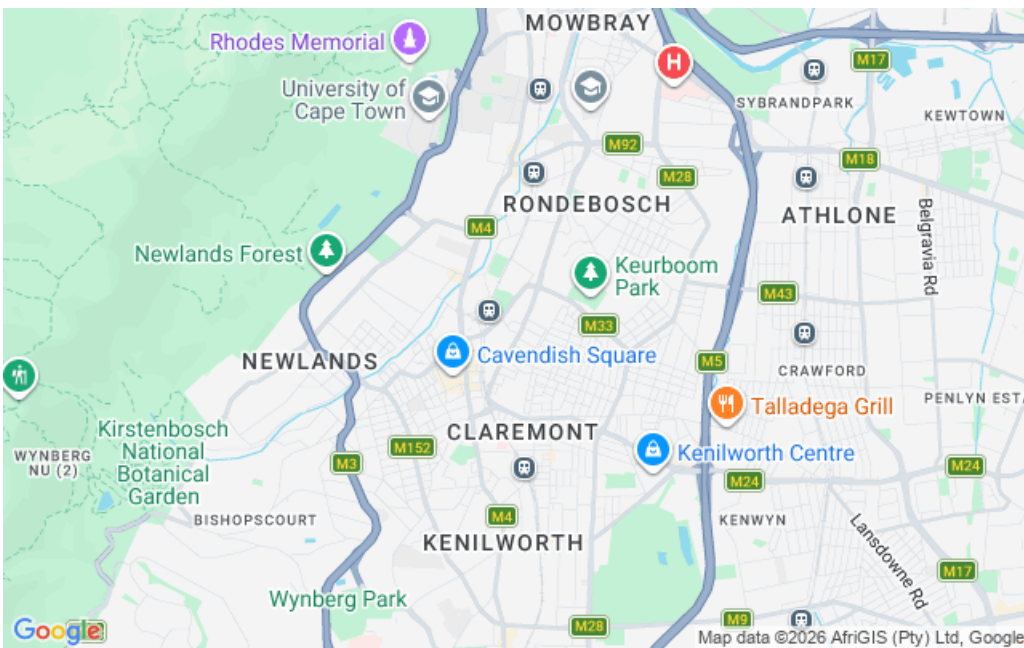 MOWBRAY
Rhodes Memorial
H
M17
University of
Cape Town
SYBRANDPARK
KEWTOWN
M92
M18
M28
RONDEBOSCH
ATHLONE
Belgravia Rd
M4
Newlands Forest
Keurboom
Park
M43
M33
NEWLANDS
Cavendish Square
M5
CRAWFORD
Talladega Grill
PENLYN ESTA
Kirstenbosch
National
Botanical
Garden
WYNBERG
NU (2)
CLAREMONT
M152
M3
Kenilworth Centre
M24
M24
BISHOPSCOURT
M4
KENWYN
Lansdowne Rd
KENILWORTH
M17
Wynberg Park
M28
M9
Google
Map data ©2026 AfriGIS (Pty) Ltd, Google